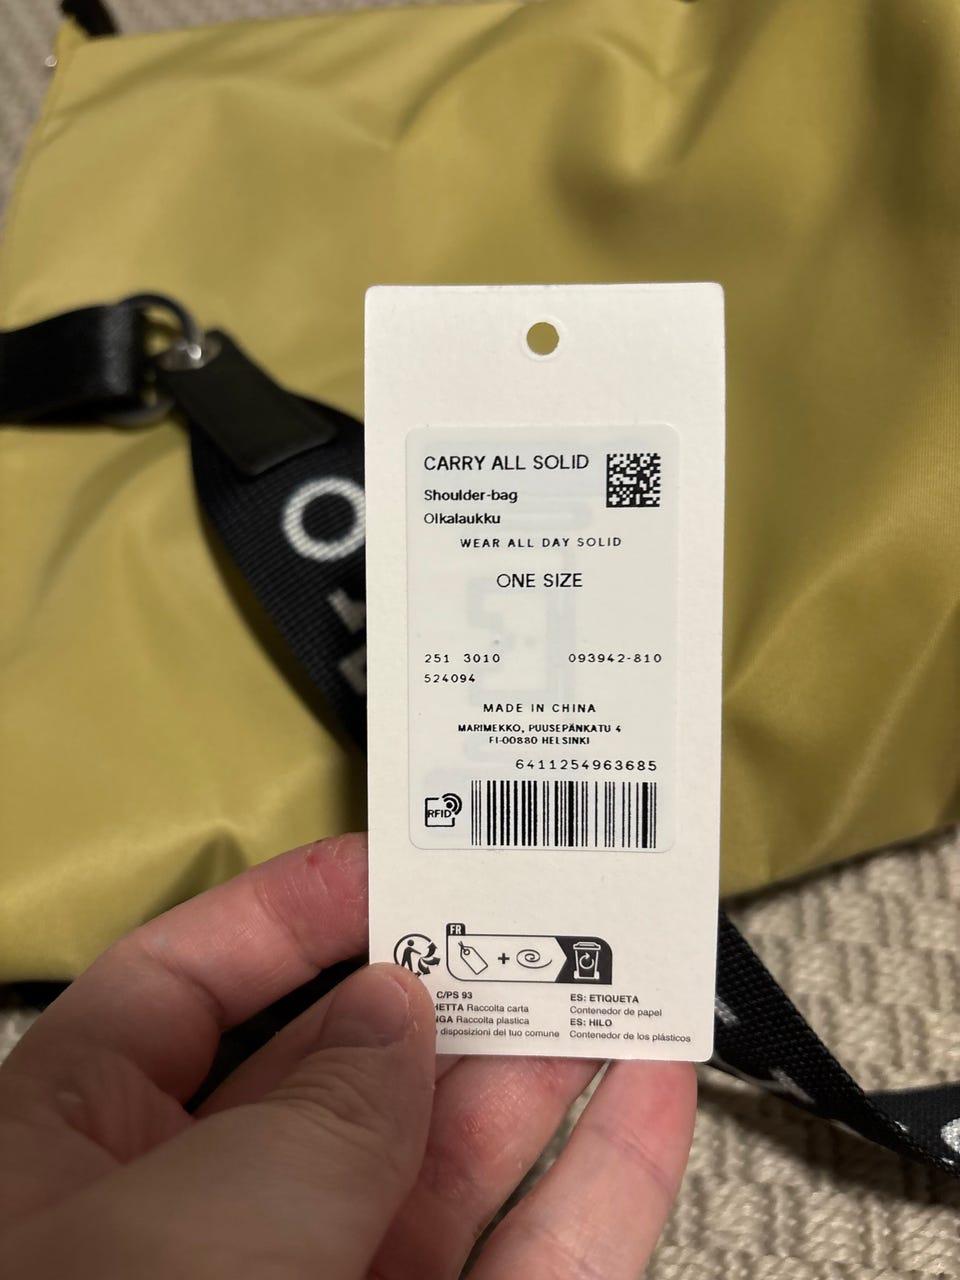 CARRY ALL SOLID
Shoulder-bag
Olkalaukku
WEAR ALL DAY SOLID
ONE SIZE
251 3010 093942-810
524094
MADE IN CHINA
MARIMEKKO, PUUSEPÄNKATU 4
FI-00880 HELSINKI
6411254963685
RFID
FR
C/PS 93
Raccolta carta
Raccolta plastica
disposizioni del tuo comune
ES: ETIQUETA
Contenedor de papel
ES: HILO
Contenedor de los plásticos